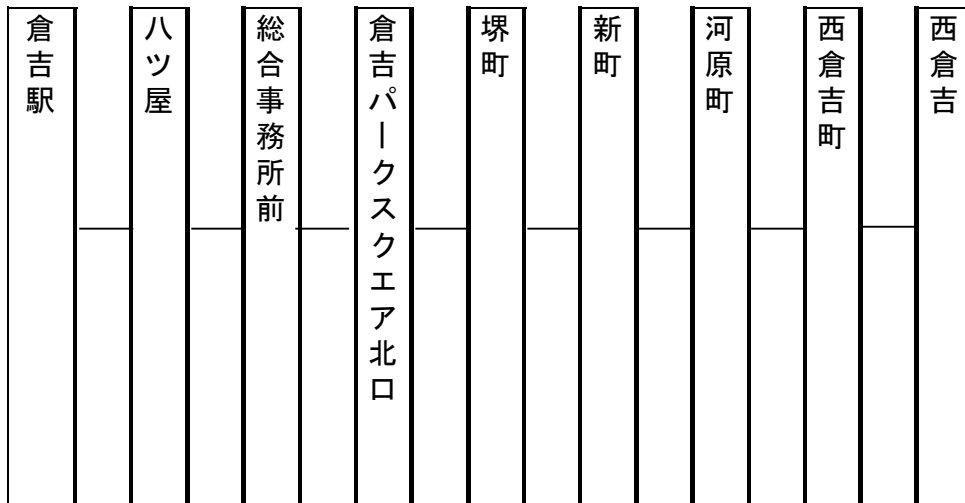 倉吉駅
八ツ屋
総合事務所前
倉吉パークスクエア北口
堺町
新町
河原町
西倉吉町
西倉吉